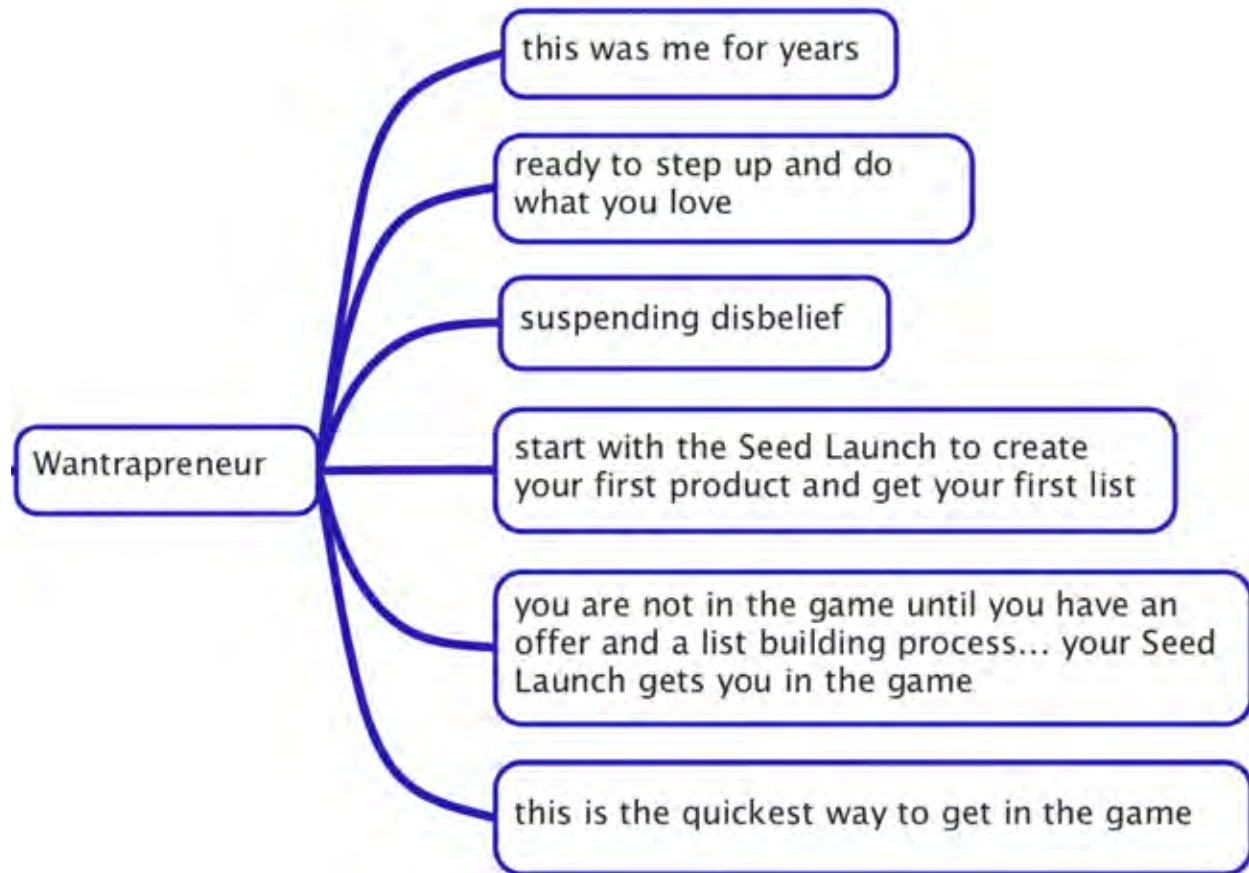 this was me for years
ready to step up and do
what you love
suspending disbelief
Wantrapreneur
start with the Seed Launch to create
your first product and get your first list
you are not in the game until you have an
offer and a list building process... your Seed
Launch gets you in the game
this is the quickest way to get in the game